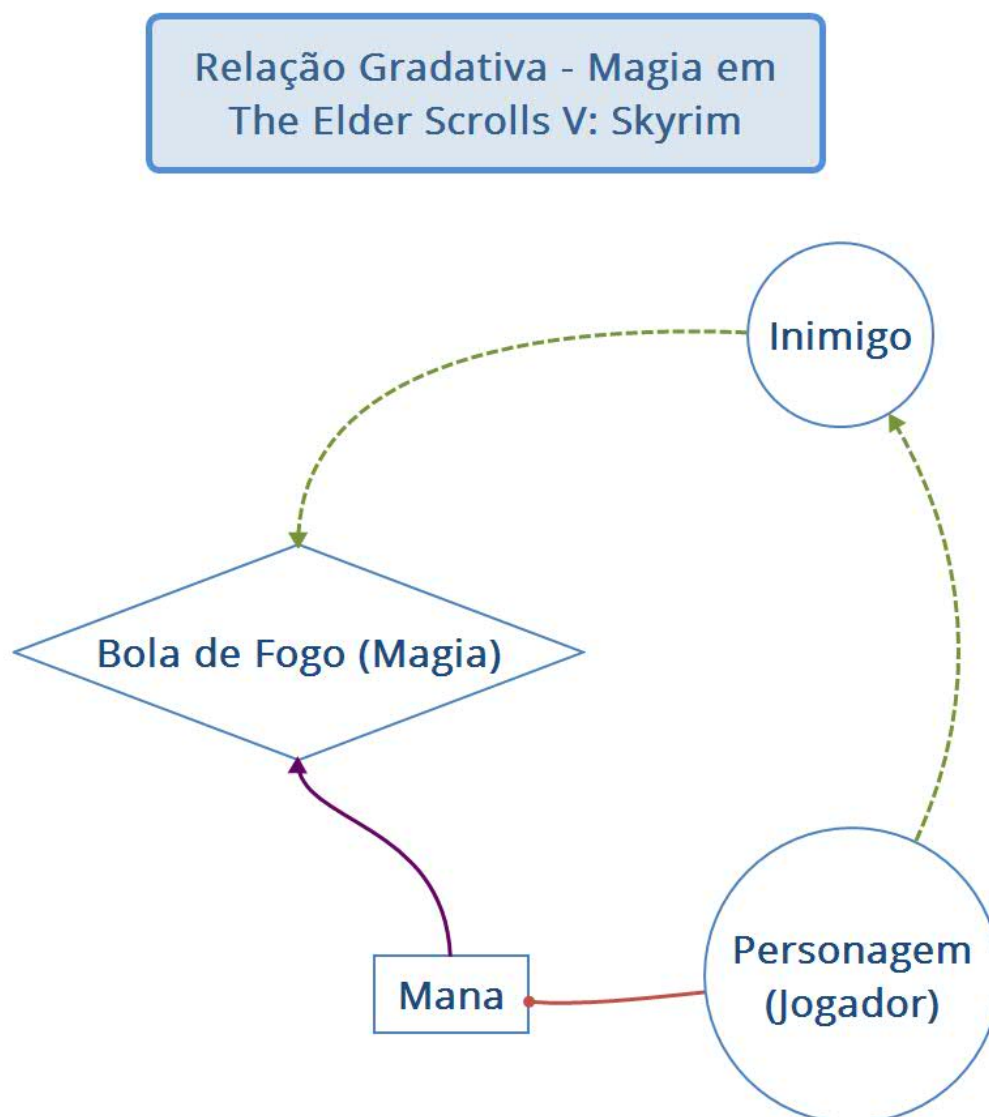 Relação Gradativa - Magia em
The Elder Scrolls V: Skyrim
Inimigo
Bola de Fogo (Magia)
Personagem
(Jogador)
Mana